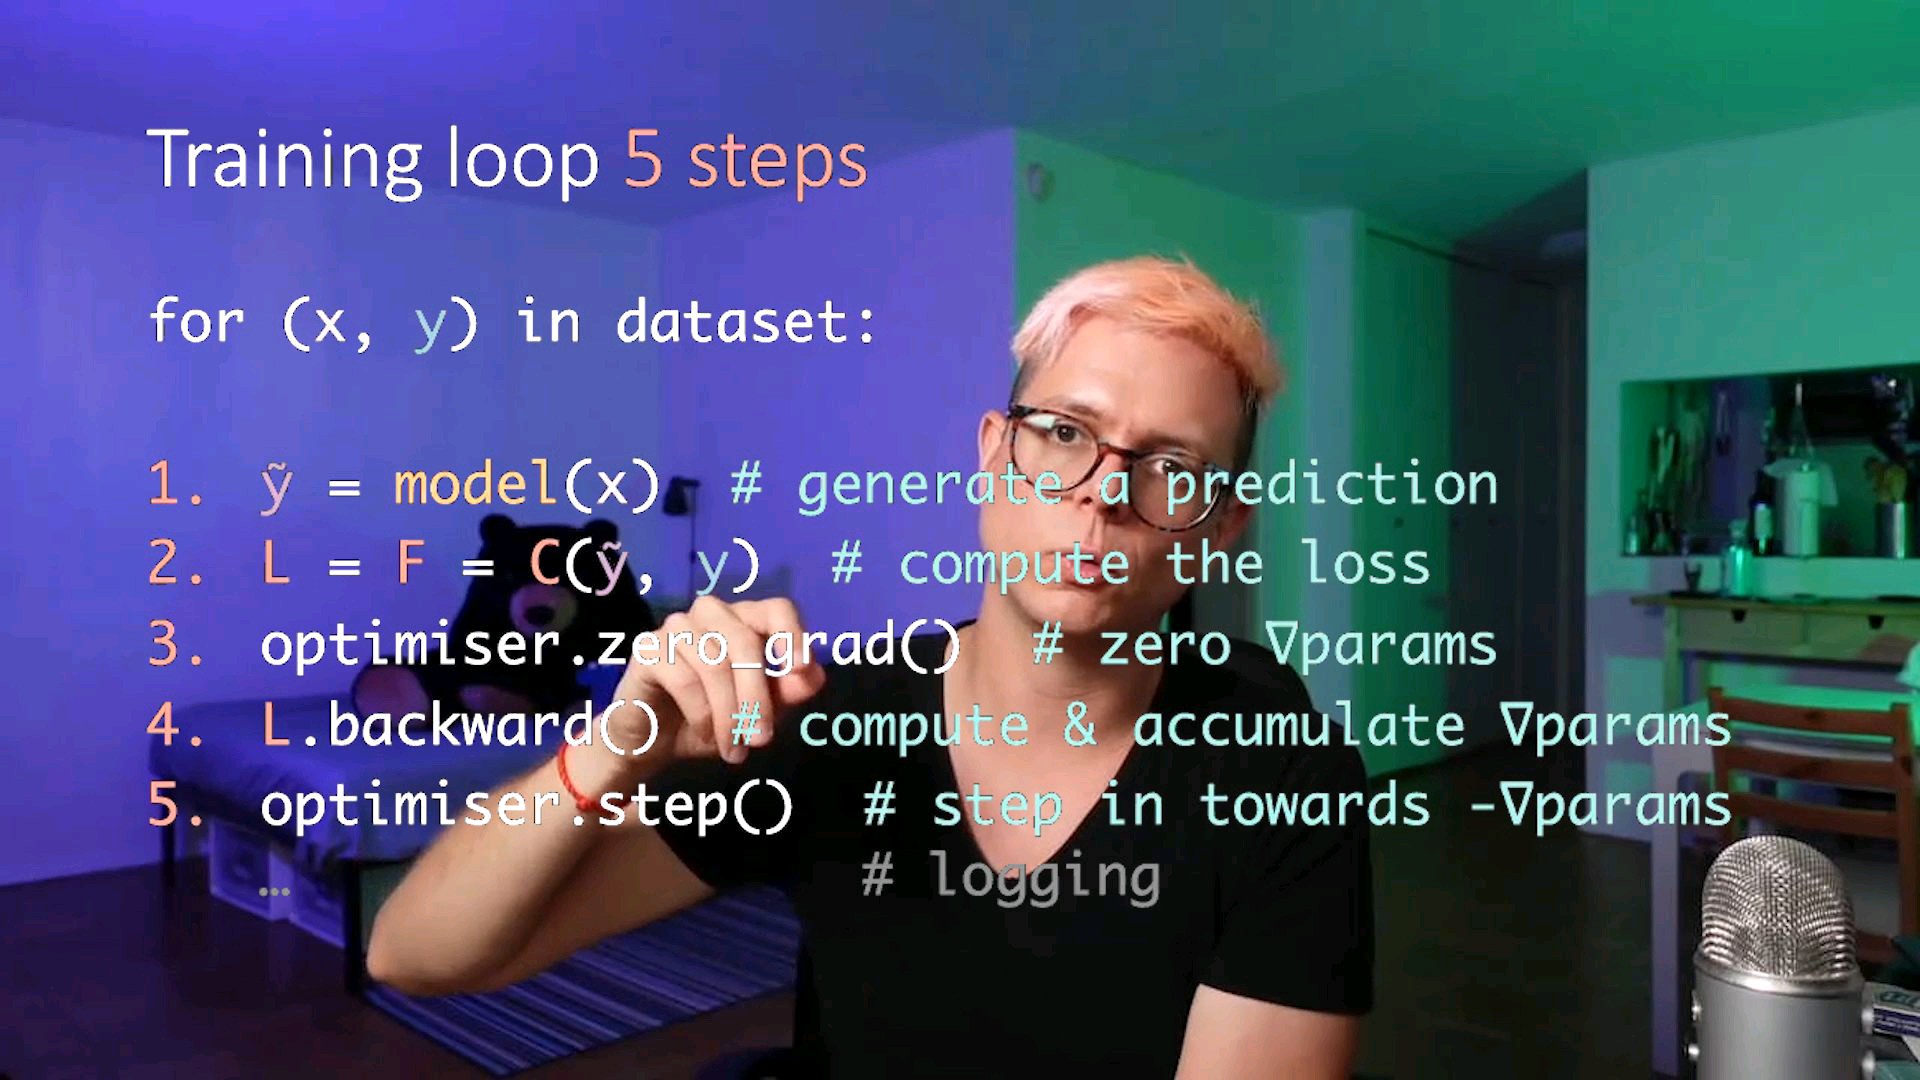 Training loop 5 steps
for (x, y) in dataset:
1. ỹ = model(x) # generate a prediction
2. L = F = C(ỹ, y) # compute the loss
3. optimiser.zero_grad() # zero ∇params
4. L.backward() # compute & accumulate ∇params
5. optimiser.step() # step in towards -∇params
… # logging